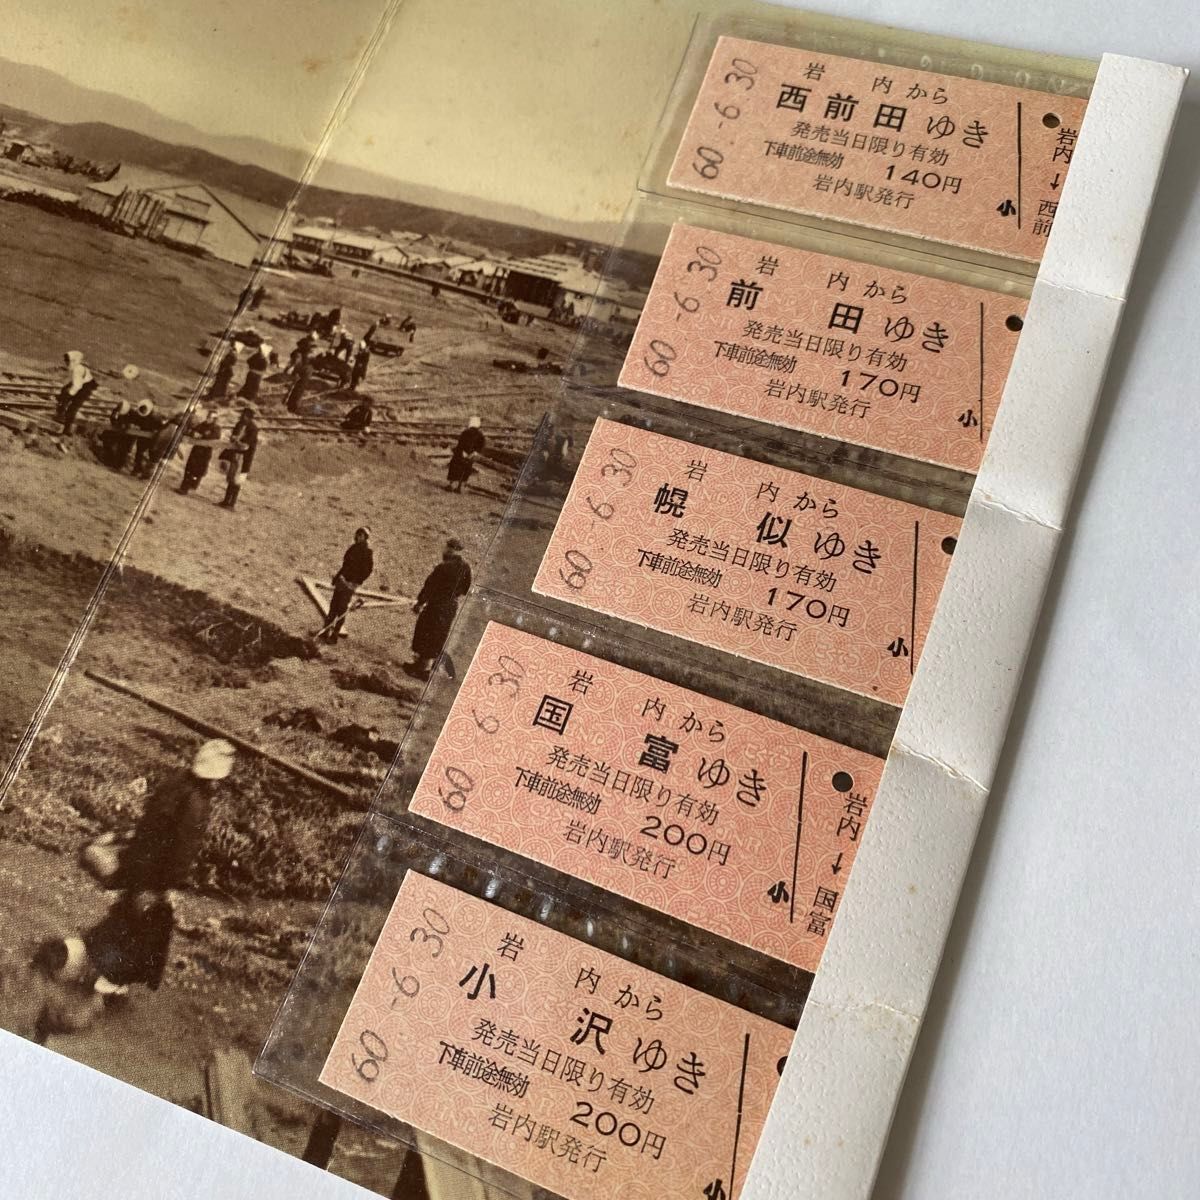 岩内から
西前田ゆき
発売当日限り有効
下車前途無効 140円
岩内駅発行
60.-6.30
小
岩内→西前
岩内から
前田ゆき
発売当日限り有効
下車前途無効 170円
岩内駅発行
60.-6.30
小
岩内から
幌似ゆき
発売当日限り有効
下車前途無効 170円
岩内駅発行
60.-6.30
小
岩内から
国富ゆき
発売当日限り有効
下車前途無効 200円
岩内駅発行
60. 6.30
小
岩内→国富
岩内から
小沢ゆき
発売当日限り有効
下車前途無効 200円
岩内駅発行
60.-6.30
小